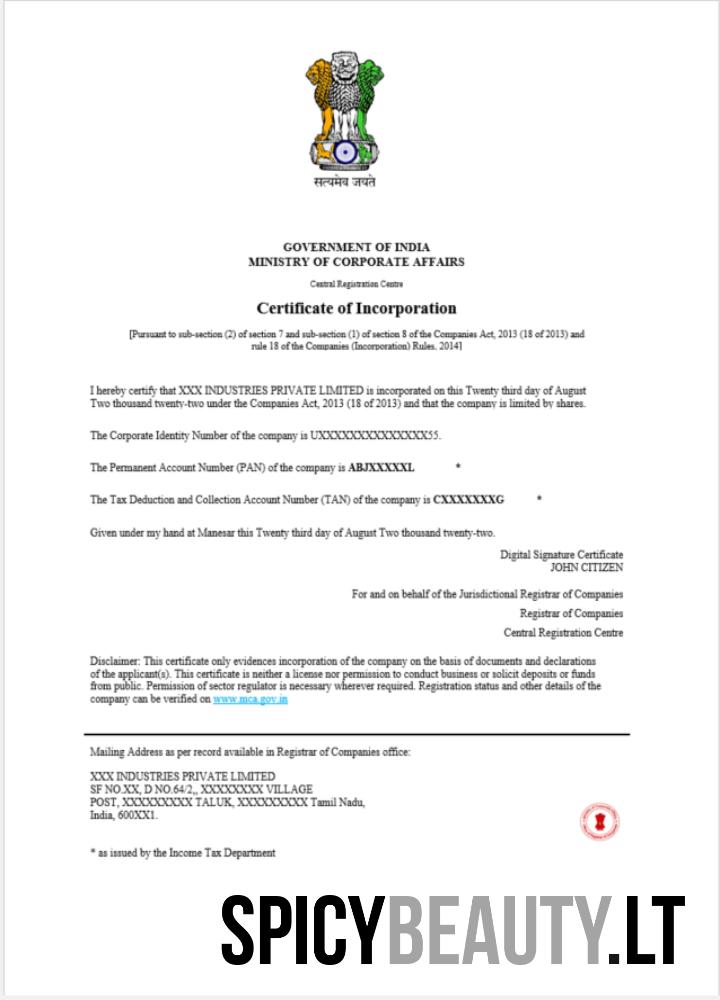 सत्यमेव जयते
GOVERNMENT OF INDIA
MINISTRY OF CORPORATE AFFAIRS
Central Registration Centre
Certificate of Incorporation
[Pursuant to sub-section (2) of section 7 and sub-section (1) of section 8 of the Companies Act, 2013 (18 of 2013) and
rule 18 of the Companies (Incorporation) Rules, 2014]
I hereby certify that XXX INDUSTRIES PRIVATE LIMITED is incorporated on this Twenty third day of August
Two thousand twenty-two under the Companies Act, 2013 (18 of 2013) and that the company is limited by shares.
The Corporate Identity Number of the company is UXXXXXXXXXXXXXXX55.
The Permanent Account Number (PAN) of the company is ABJXXXXXL *
The Tax Deduction and Collection Account Number (TAN) of the company is CXXXXXXXG *
Given under my hand at Manesar this Twenty third day of August Two thousand twenty-two.
Digital Signature Certificate
JOHN CITIZEN
For and on behalf of the Jurisdictional Registrar of Companies
Registrar of Companies
Central Registration Centre
Disclaimer: This certificate only evidences incorporation of the company on the basis of documents and declarations
of the applicant(s). This certificate is neither a license nor permission to conduct business or solicit deposits or funds
from public. Permission of sector regulator is necessary wherever required. Registration status and other details of the
company can be verified on www.mca.gov.in
Mailing Address as per record available in Registrar of Companies office:
XXX INDUSTRIES PRIVATE LIMITED
SF NO.XX, D NO.64/2,, XXXXXXXX VILLAGE
POST, XXXXXXXXX TALUK, XXXXXXXXX Tamil Nadu,
India, 600XX1.
* as issued by the Income Tax Department
SPICYBEAUTY.LT